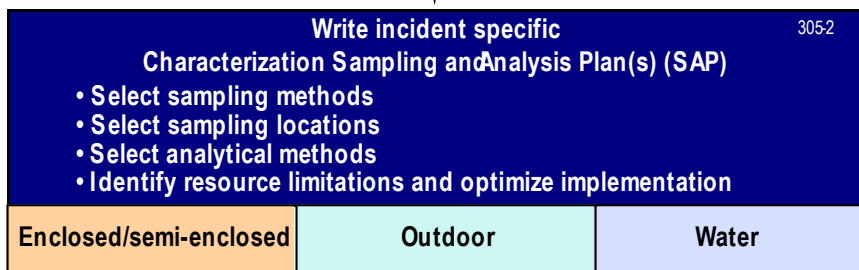 Write incident specific 305-2
Characterization Sampling and Analysis Plan(s) (SAP)
• Select sampling methods
• Select sampling locations
• Select analytical methods
• Identify resource limitations and optimize implementation
Enclosed/semi-enclosed Outdoor Water